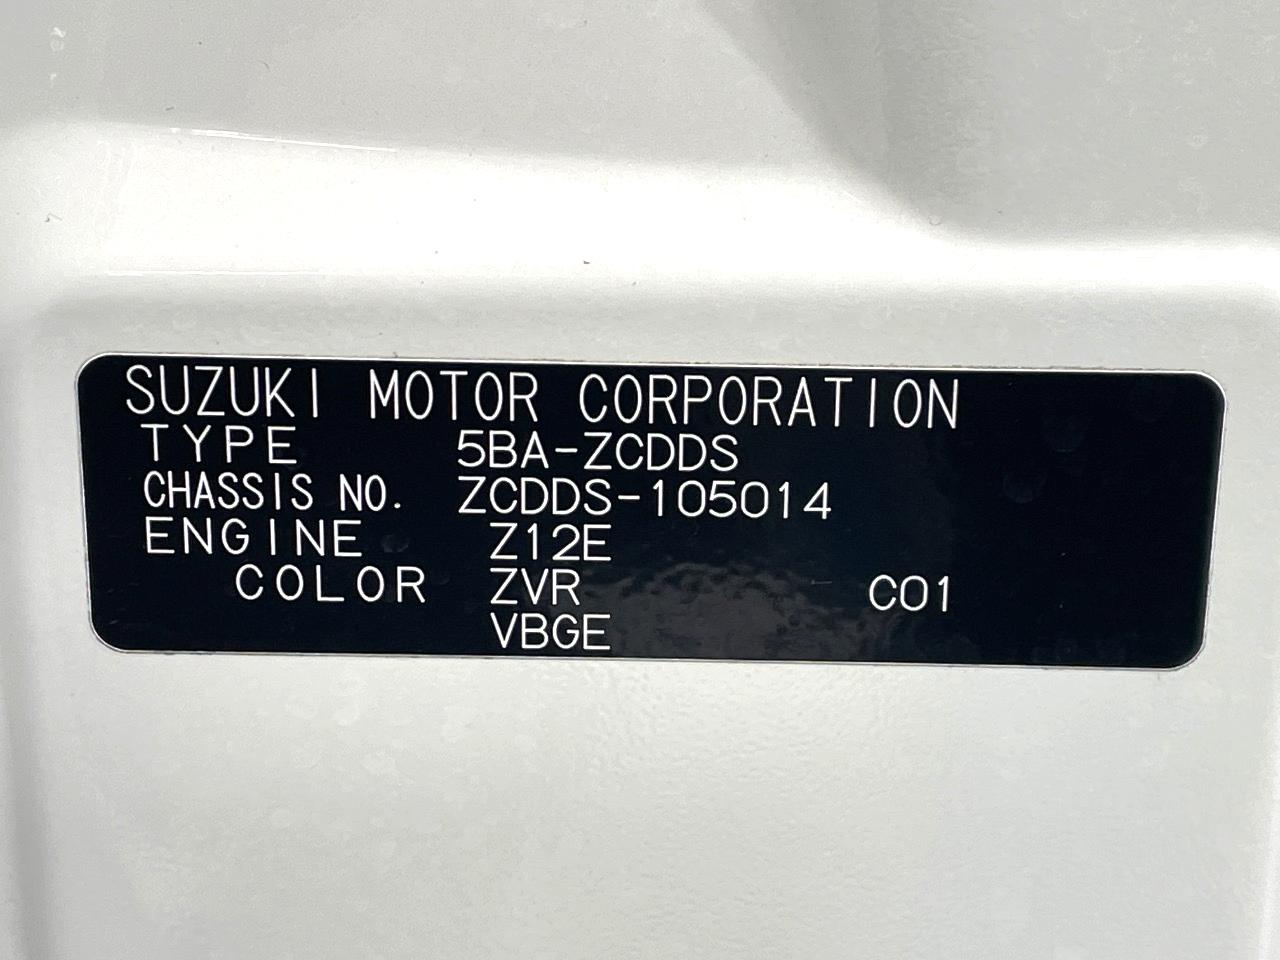 SUZUKI MOTOR CORPORATION
TYPE 5BA-ZCDDS
CHASSIS NO. ZCDDS-105014
ENGINE Z12E
COLOR ZVR C01
VBGE